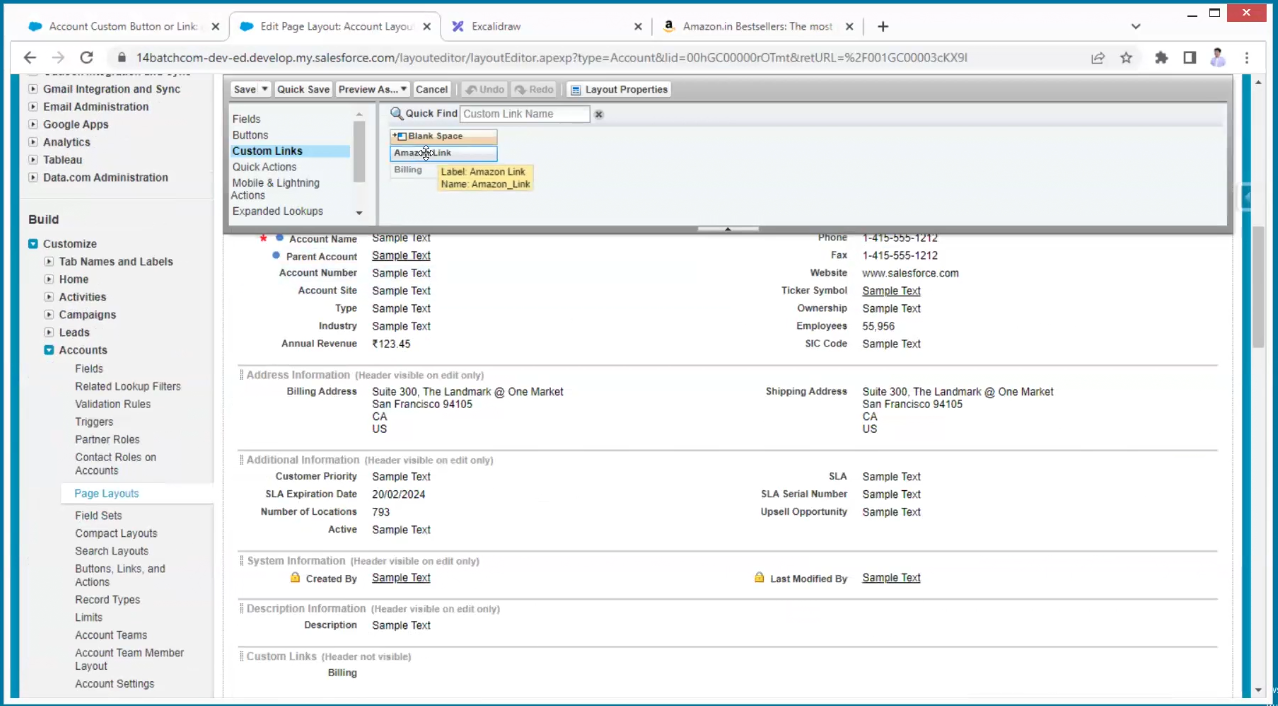 Account Custom Button or Link:
Edit Page Layout: Account Layou
Excalidraw
Amazon.in Bestsellers: The most
14batchcom-dev-ed.develop.my.salesforce.com/layouteditor/layoutEditor.apexp?type=Account&lid=00hGC00000rOTmt&retURL=%2F001GC00003cKX9I
Gmail Integration and Sync
Email Administration
Google Apps
Analytics
Tableau
Data.com Administration
Build
Customize
Tab Names and Labels
Home
Activities
Campaigns
Leads
Accounts
Fields
Related Lookup Filters
Validation Rules
Triggers
Partner Roles
Contact Roles on
Accounts
Page Layouts
Field Sets
Compact Layouts
Search Layouts
Buttons, Links, and
Actions
Record Types
Limits
Account Teams
Account Team Member
Layout
Account Settings
Save Quick Save Preview As... Cancel Undo Redo Layout Properties
Fields
Buttons
Custom Links
Quick Actions
Mobile & Lightning
Actions
Expanded Lookups
Quick Find Custom Link Name
Blank Space
Amazon Link
Billing
Label: Amazon Link
Name: Amazon_Link
Account Name Sample Text Phone 1-415-555-1212
Parent Account Sample Text Fax 1-415-555-1212
Account Number Sample Text Website www.salesforce.com
Account Site Sample Text Ticker Symbol Sample Text
Type Sample Text Ownership Sample Text
Industry Sample Text Employees 55,956
Annual Revenue ₹123.45 SIC Code Sample Text
Address Information (Header visible on edit only)
Billing Address Suite 300, The Landmark @ One Market Shipping Address Suite 300, The Landmark @ One Market
San Francisco 94105 San Francisco 94105
CA CA
US US
Additional Information (Header visible on edit only)
Customer Priority Sample Text SLA Sample Text
SLA Expiration Date 20/02/2024 SLA Serial Number Sample Text
Number of Locations 793 Upsell Opportunity Sample Text
Active Sample Text
System Information (Header visible on edit only)
Created By Sample Text Last Modified By Sample Text
Description Information (Header visible on edit only)
Description Sample Text
Custom Links (Header not visible)
Billing